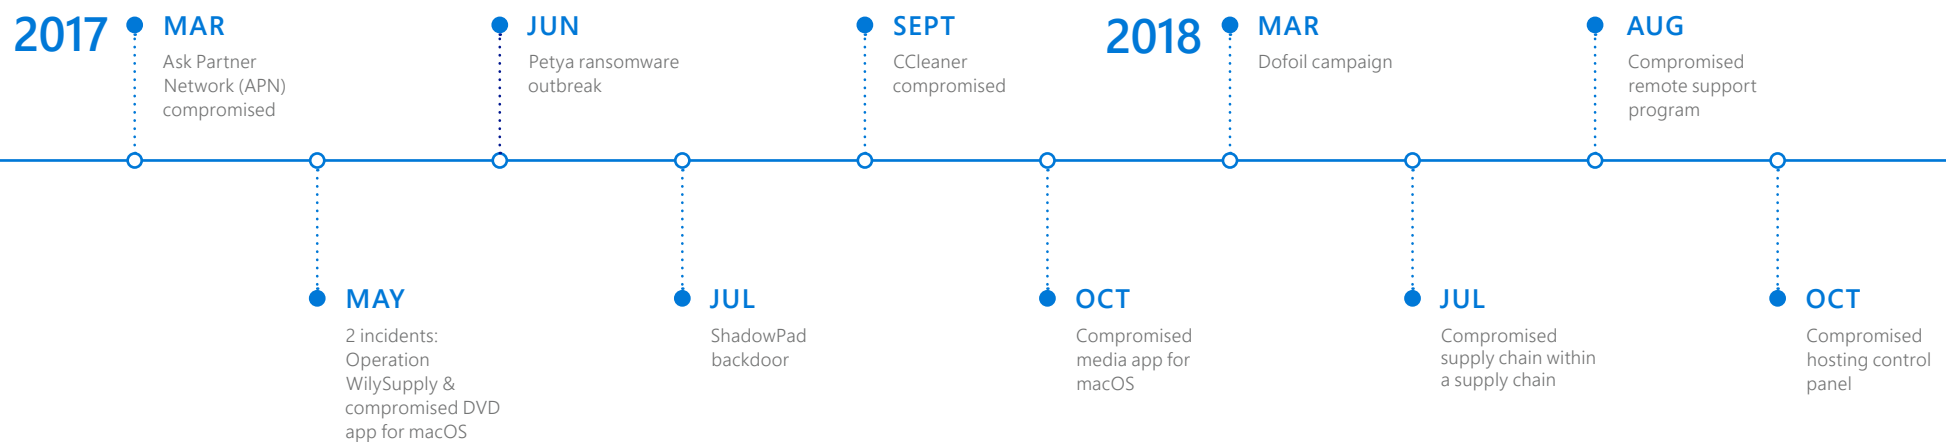 2017
MAR
Ask Partner
Network (APN)
compromised
MAY
2 incidents:
Operation
WilySupply &
compromised DVD
app for macOS
JUN
Petya ransomware
outbreak
JUL
ShadowPad
backdoor
SEPT
CCleaner
compromised
OCT
Compromised
media app for
macOS
2018
MAR
Dofoil campaign
JUL
Compromised
supply chain within
a supply chain
AUG
Compromised
remote support
program
OCT
Compromised
hosting control
panel